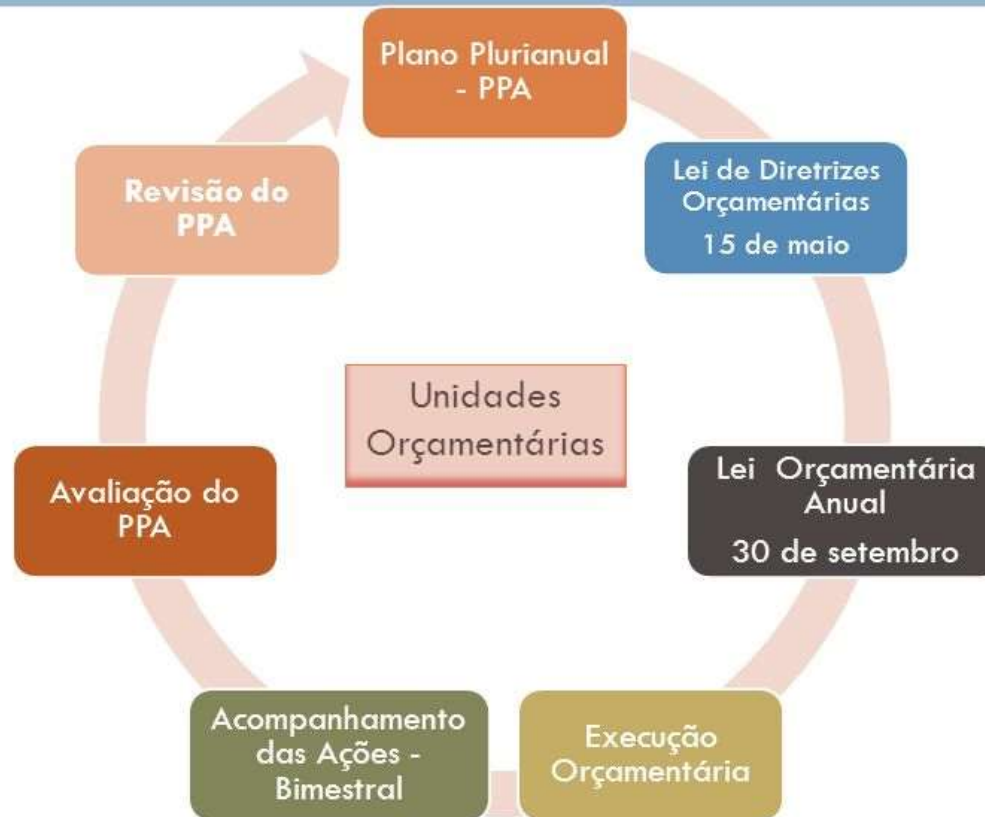 Plano Plurianual
- PPA
Lei de Diretrizes
Orçamentárias
15 de maio
Lei Orçamentária
Anual
30 de setembro
Execução
Orçamentária
Acompanhamento
das Ações -
Bimestral
Avaliação do
PPA
Revisão do
PPA
Unidades
Orçamentárias